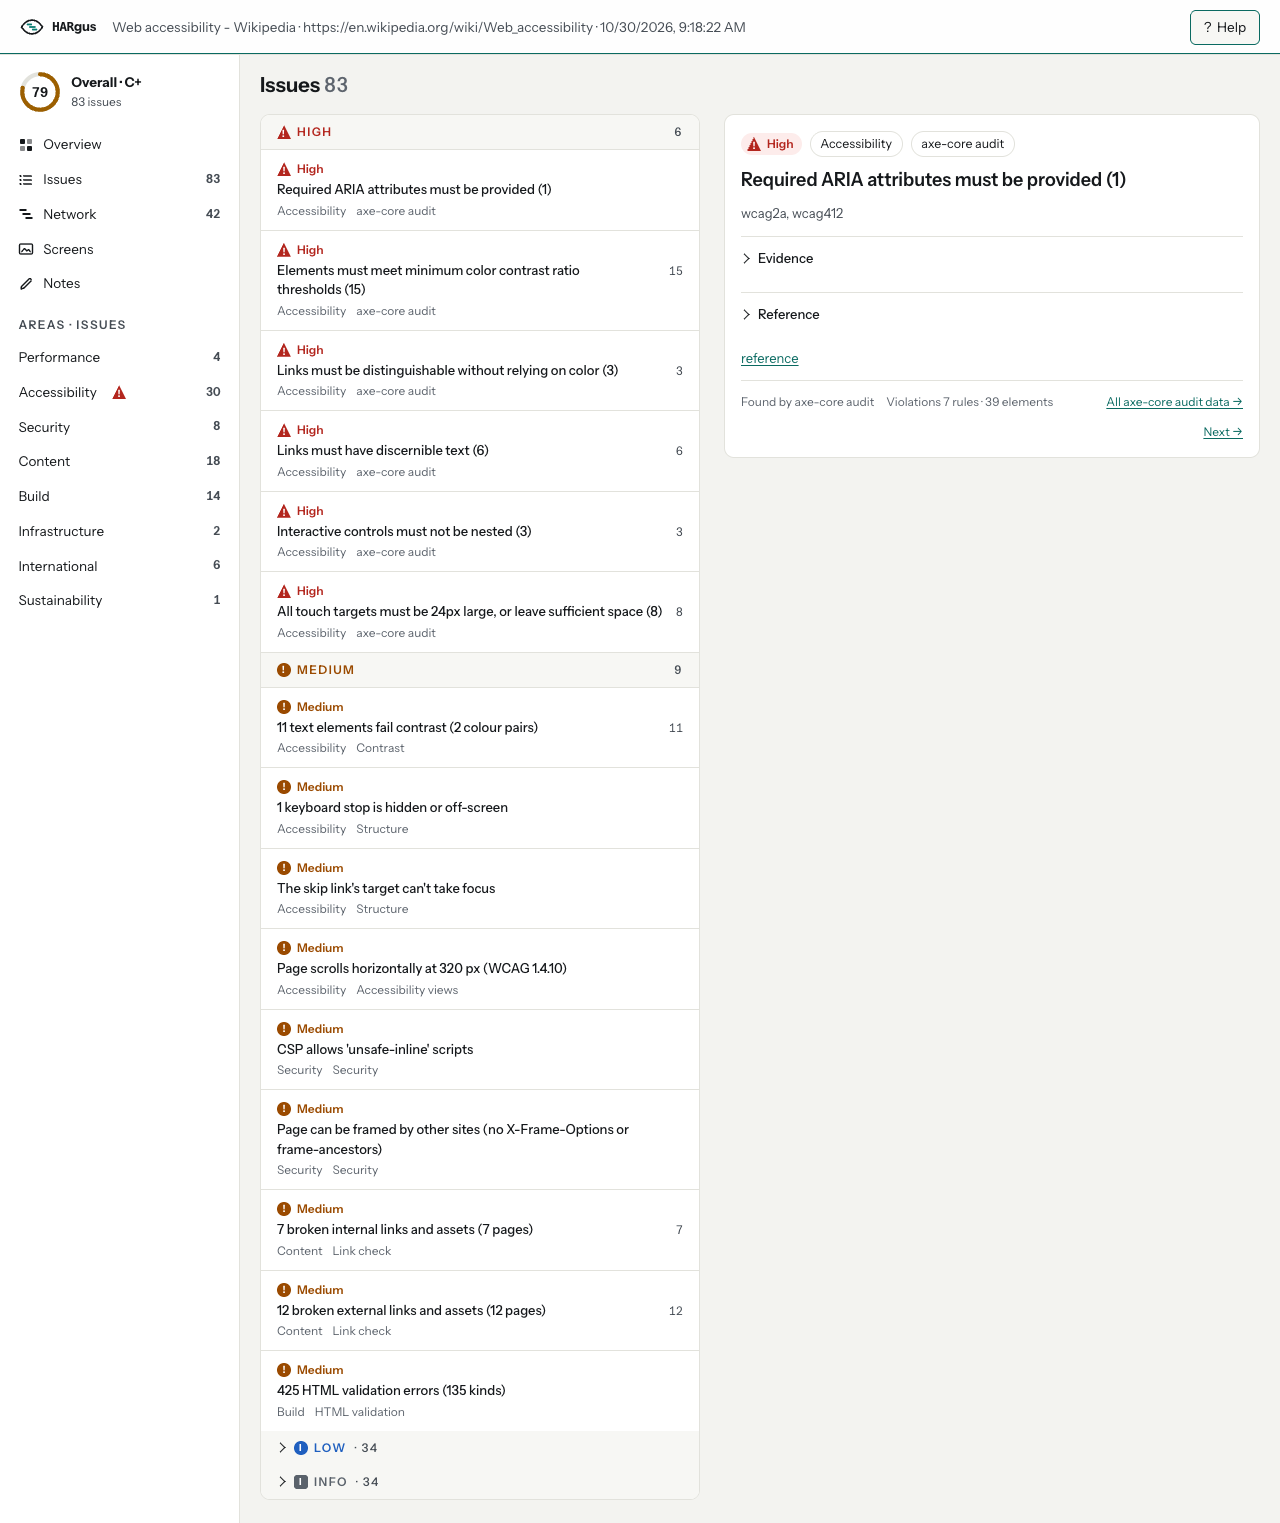 HARgus
Web accessibility - Wikipedia · https://en.wikipedia.org/wiki/Web_accessibility · 10/30/2026, 9:18:22 AM
? Help
79
Overall · C+
83 issues
Overview
Issues 83
Network 42
Screens
Notes
AREAS · ISSUES
Performance 4
Accessibility 30
Security 8
Content 18
Build 14
Infrastructure 2
International 6
Sustainability 1
Issues 83
HIGH 6
High
Required ARIA attributes must be provided (1)
Accessibility axe-core audit
High
Elements must meet minimum color contrast ratio 15
thresholds (15)
Accessibility axe-core audit
High
Links must be distinguishable without relying on color (3) 3
Accessibility axe-core audit
High
Links must have discernible text (6) 6
Accessibility axe-core audit
High
Interactive controls must not be nested (3) 3
Accessibility axe-core audit
High
All touch targets must be 24px large, or leave sufficient space (8) 8
Accessibility axe-core audit
MEDIUM 9
Medium
11 text elements fail contrast (2 colour pairs) 11
Accessibility Contrast
Medium
1 keyboard stop is hidden or off-screen
Accessibility Structure
Medium
The skip link's target can't take focus
Accessibility Structure
Medium
Page scrolls horizontally at 320 px (WCAG 1.4.10)
Accessibility Accessibility views
Medium
CSP allows 'unsafe-inline' scripts
Security Security
Medium
Page can be framed by other sites (no X-Frame-Options or
frame-ancestors)
Security Security
Medium
7 broken internal links and assets (7 pages) 7
Content Link check
Medium
12 broken external links and assets (12 pages) 12
Content Link check
Medium
425 HTML validation errors (135 kinds)
Build HTML validation
LOW · 34
INFO · 34
High Accessibility axe-core audit
Required ARIA attributes must be provided (1)
wcag2a, wcag412
Evidence
Reference
reference
Found by axe-core audit Violations 7 rules · 39 elements All axe-core audit data →
Next →